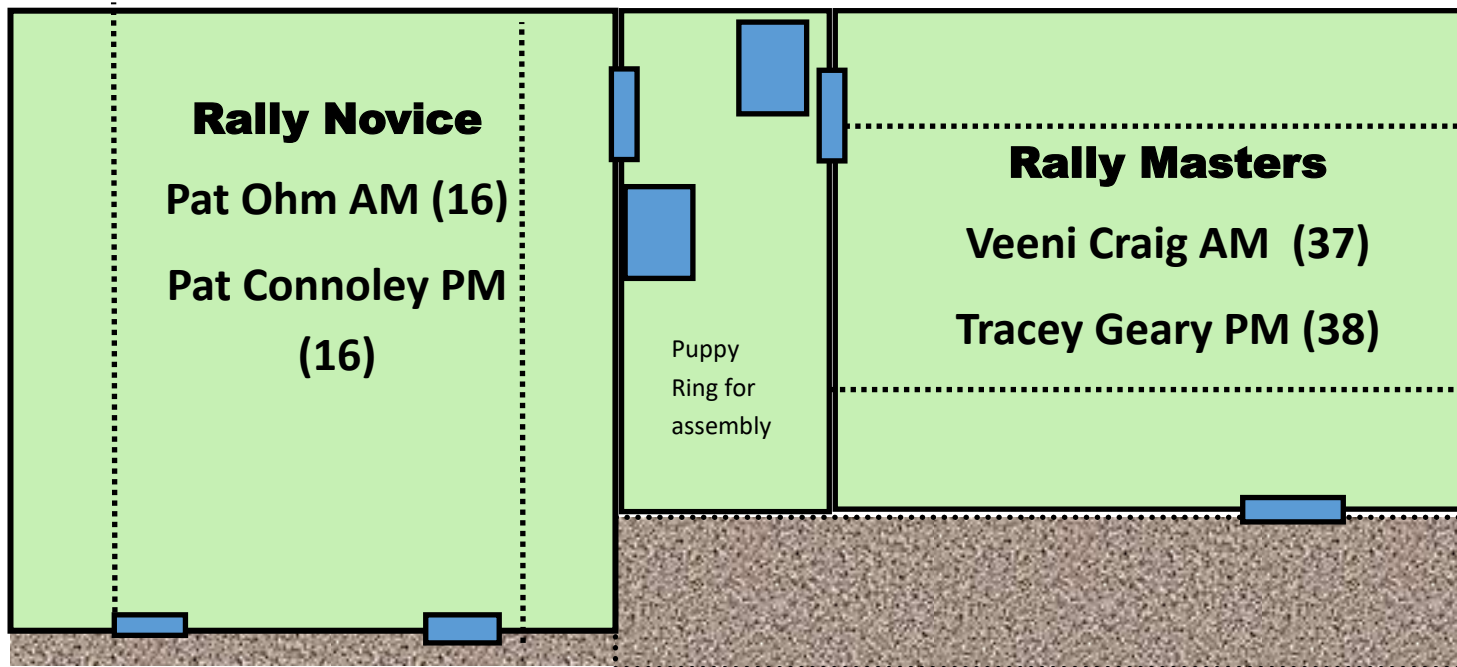 Rally Novice
Pat Ohm AM (16)
Pat Connoley PM
(16)
Puppy
Ring for
assembly
Rally Masters
Veeni Craig AM  (37)
Tracey Geary PM (38)